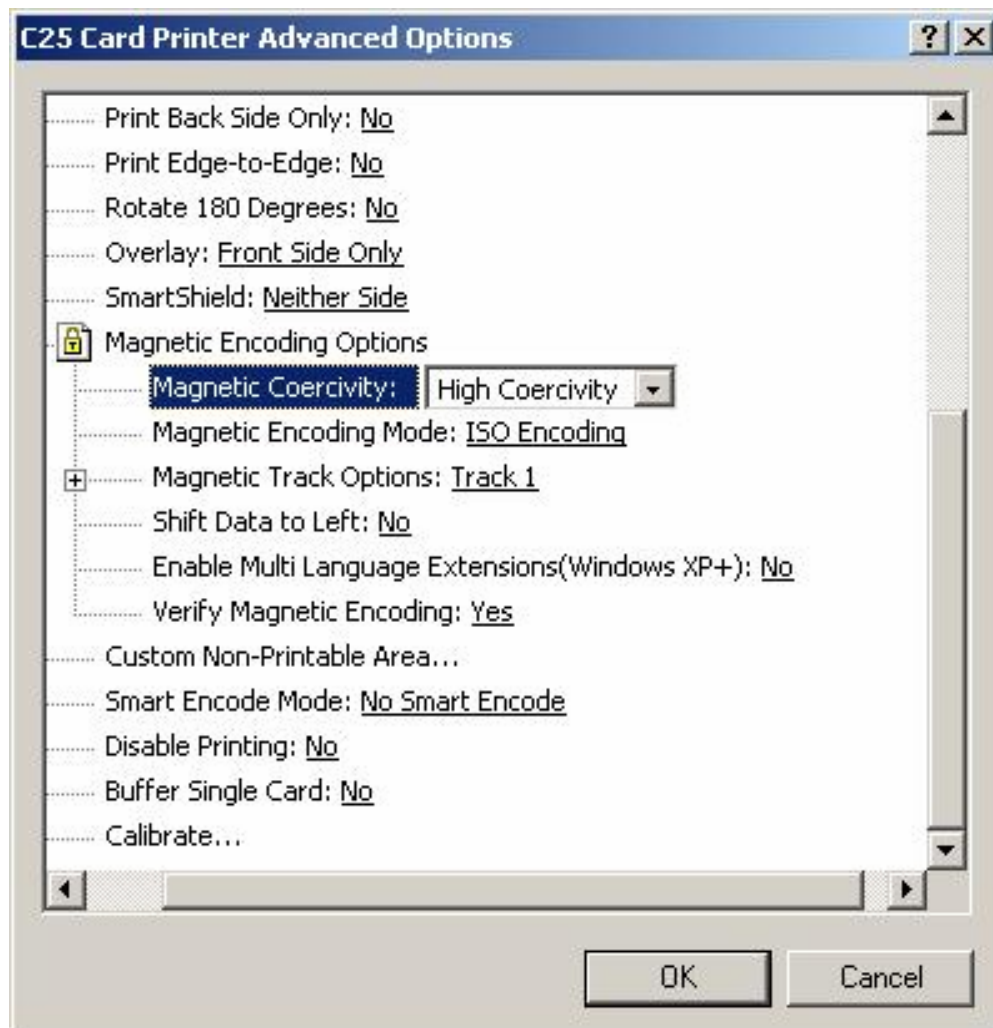 C25 Card Printer Advanced Options
Print Back Side Only: No
Print Edge-to-Edge: No
Rotate 180 Degrees: No
Overlay: Front Side Only
SmartShield: Neither Side
Magnetic Encoding Options
Magnetic Coercivity: High Coercivity
Magnetic Encoding Mode: ISO Encoding
Magnetic Track Options: Track 1
Shift Data to Left: No
Enable Multi Language Extensions(Windows XP+): No
Verify Magnetic Encoding: Yes
Custom Non-Printable Area...
Smart Encode Mode: No Smart Encode
Disable Printing: No
Buffer Single Card: No
Calibrate...
OK Cancel